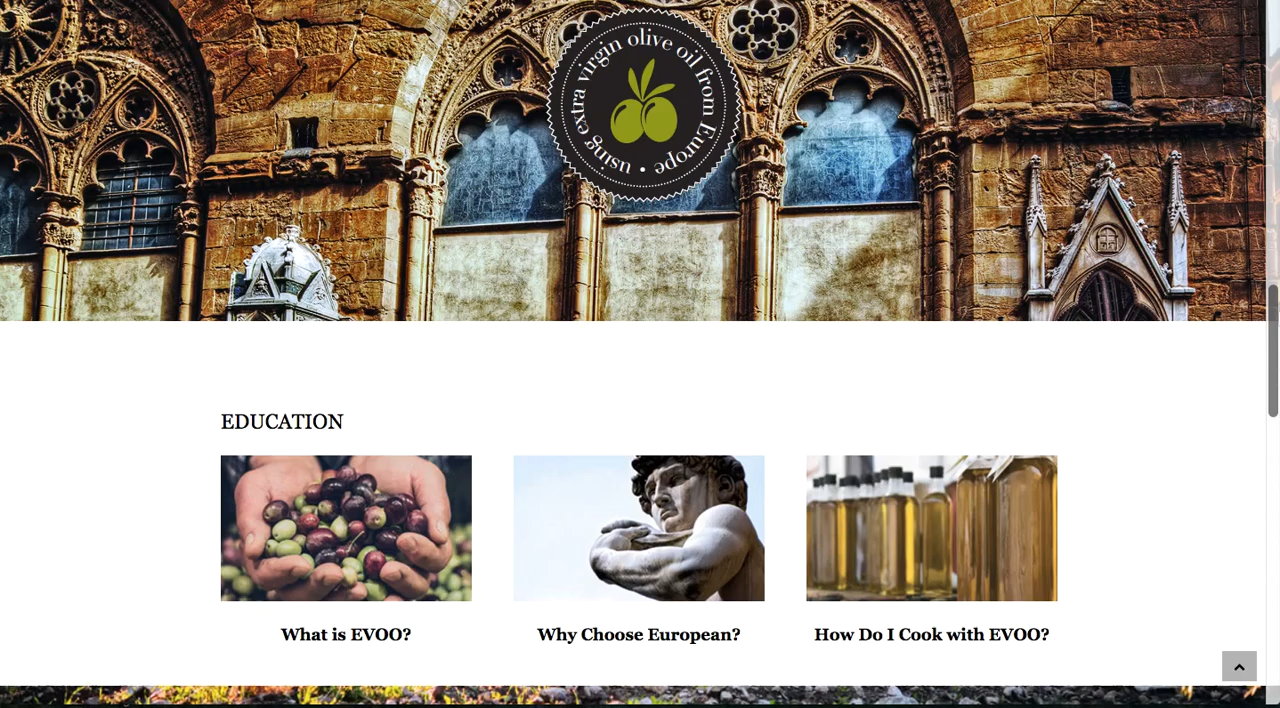 using extra virgin olive oil from Europe •
EDUCATION
What is EVOO?
Why Choose European?
How Do I Cook with EVOO?